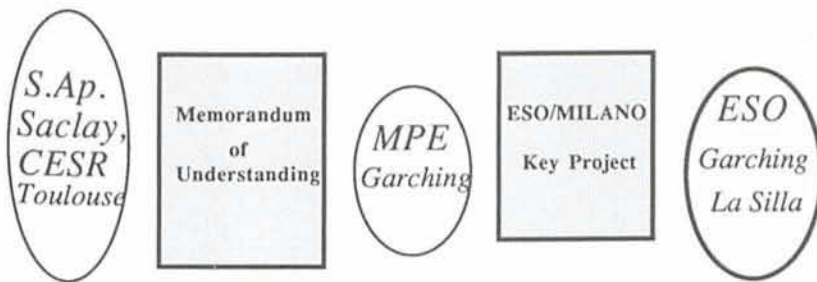 S.Ap.
Saclay,
CESR
Toulouse
Memorandum
of
Understanding
MPE
Garching
ESO/MILANO
Key Project
ESO
Garching
La Silla